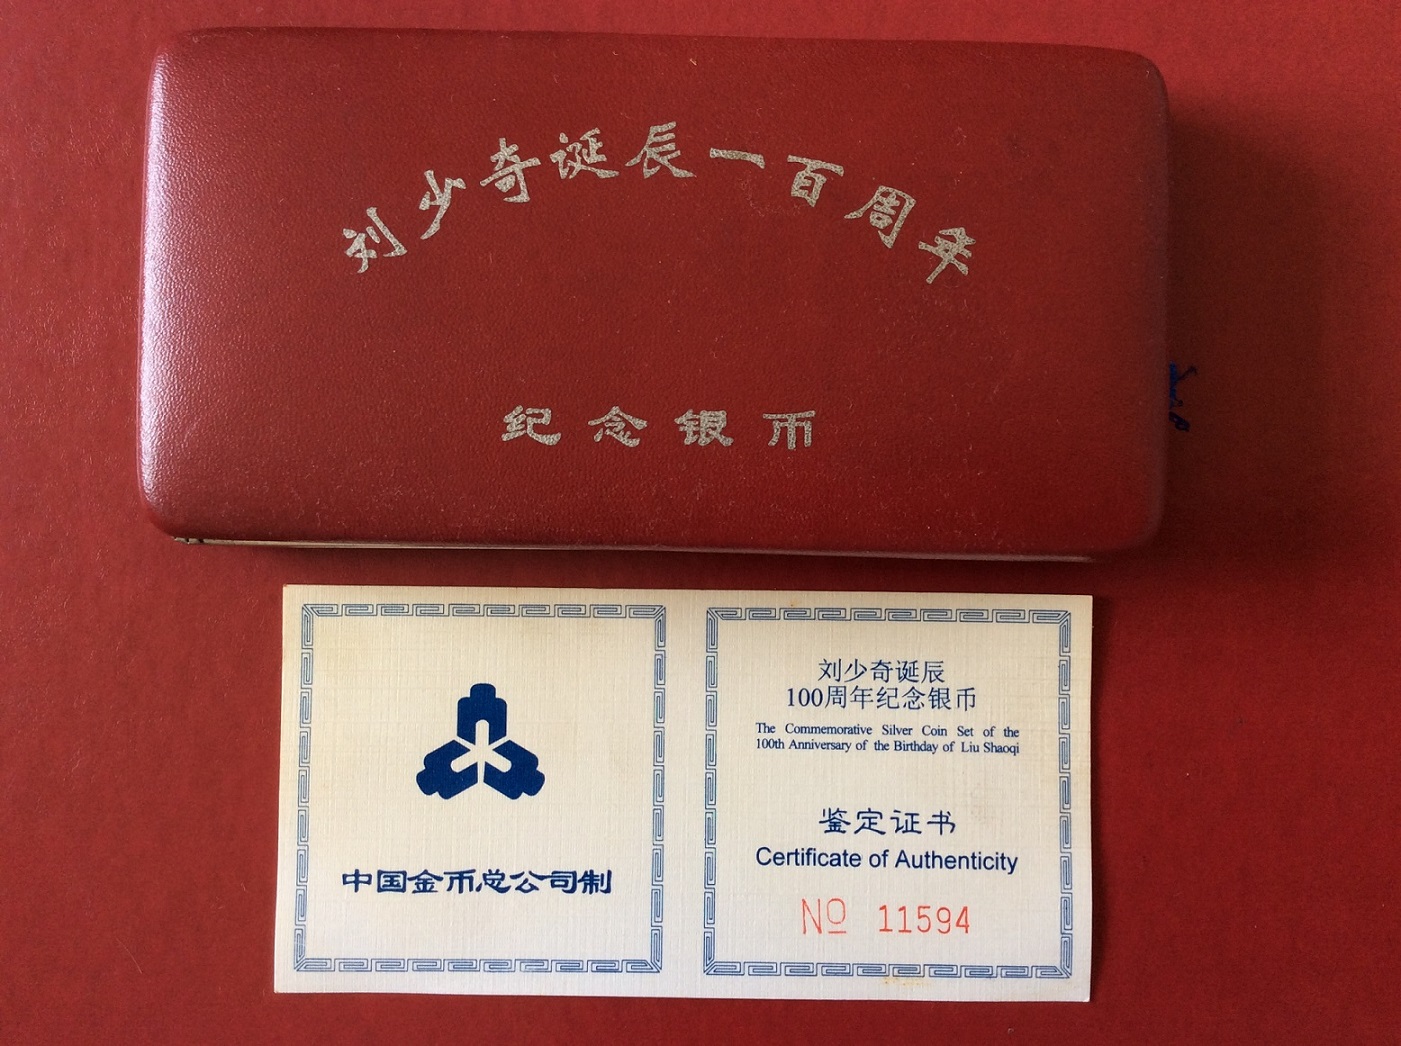 刘少奇诞辰一百周年
纪念银币
中国金币总公司制
刘少奇诞辰
100周年纪念银币
The Commemorative Silver Coin Set of the
100th Anniversary of the Birthday of Liu Shaoqi
鉴定证书
Certificate of Authenticity
№ 11594